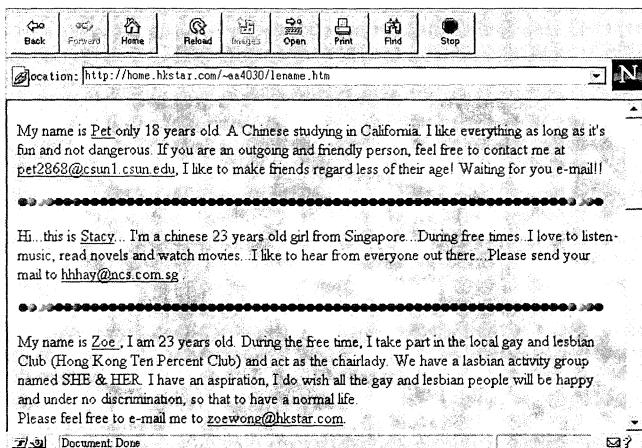 Back Forward Home Reload Images Open Print Find Stop
Location: http://home.hkstar.com/~aa4030/lename.htm
N
My name is Pet only 18 years old. A Chinese studying in California. I like everything as long as it's
fun and not dangerous. If you are an outgoing and friendly person, feel free to contact me at
pet2868@csun1.csun.edu, I like to make friends regard less of their age! Waiting for you e-mail!!
Hi...this is Stacy... I'm a chinese 23 years old girl from Singapore...During free times..I love to listen-
music, read novels and watch movies...I like to hear from everyone out there...Please send your
mail to hhhay@ncs.com.sg
My name is Zoe , I am 23 years old. During the free time, I take part in the local gay and lesbian
Club (Hong Kong Ten Percent Club) and act as the chairlady. We have a lasbian activity group
named SHE & HER. I have an aspiration, I do wish all the gay and lesbian people will be happy
and under no discrimination, so that to have a normal life.
Please feel free to e-mail me to zoewong@hkstar.com.
Document: Done